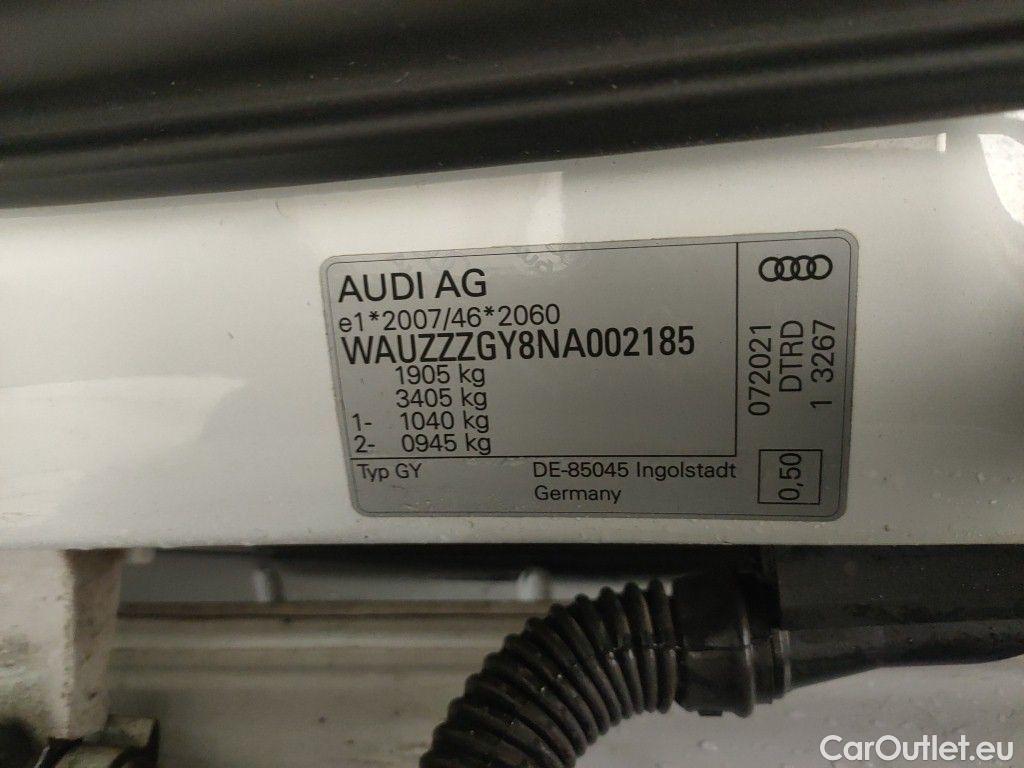 AUDI AG
e1*2007/46*2060
WAUZZZGY8NA002185
1905 kg
3405 kg
1- 1040 kg
2- 0945 kg
Typ GY DE-85045 Ingolstadt
Germany
072021
DTRD
1 3267
0,50
CarOutlet.eu